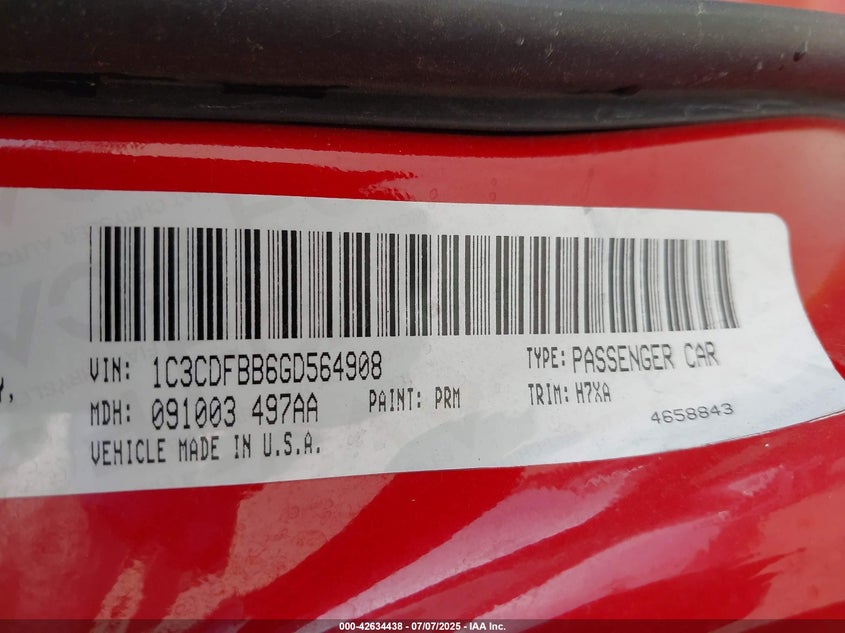 Y,
VIN: 1C3CDFBB6GD564908 TYPE: PASSENGER CAR
MDH: 091003 497AA PAINT: PRM TRIM: H7XA
VEHICLE MADE IN U.S.A. 4658843
000-42634438 - 07/07/2025 - IAA Inc.